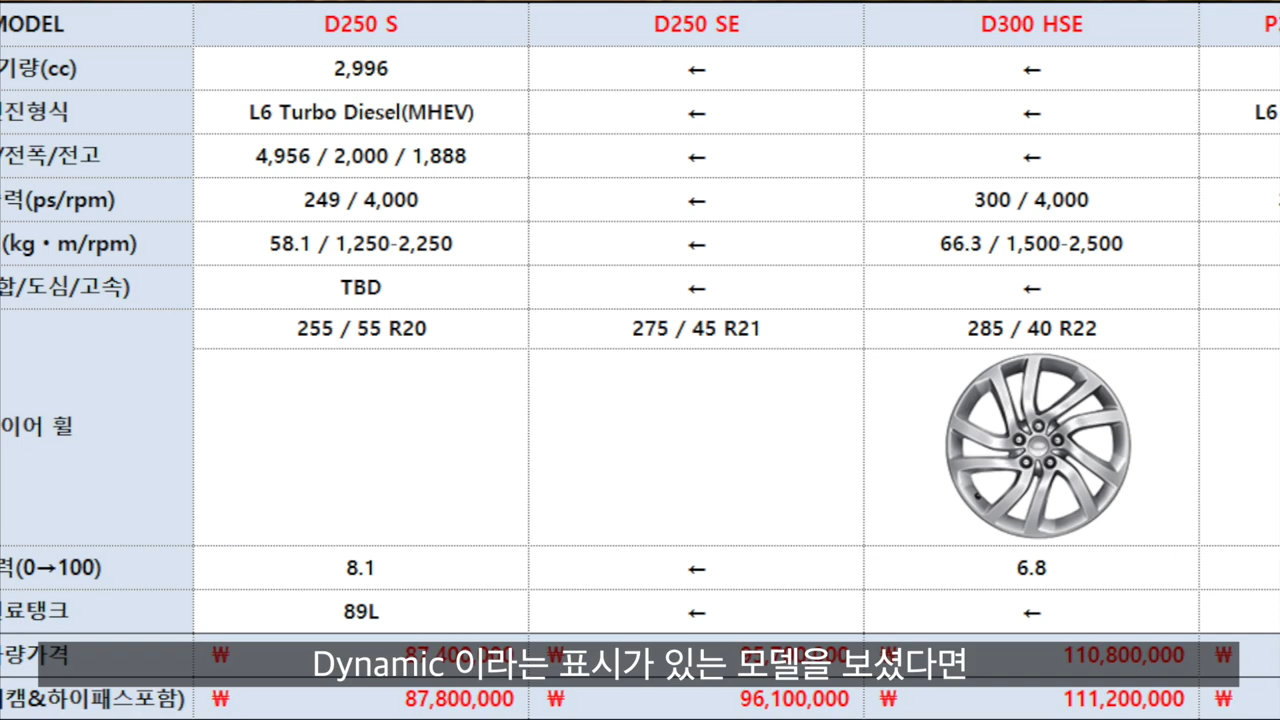 MODEL D250 S D250 SE D300 HSE P
기량(cc) 2,996 ← ←
진형식 L6 Turbo Diesel(MHEV) ← ← L6
/전폭/전고 4,956 / 2,000 / 1,888 ← ←
력(ps/rpm) 249 / 4,000 ← 300 / 4,000
(kg·m/rpm) 58.1 / 1,250-2,250 ← 66.3 / 1,500-2,500
합/도심/고속) TBD ← ←
255 / 55 R20 275 / 45 R21 285 / 40 R22
이어 휠
력(0→100) 8.1 ← 6.8
료탱크 89L ← ←
량가격 ₩ ₩ 110,800,000 ₩
Dynamic 이라는 표시가 있는 모델을 보셨다면
캠&하이패스포함) ₩ 87,800,000 ₩ 96,100,000 ₩ 111,200,000 ₩